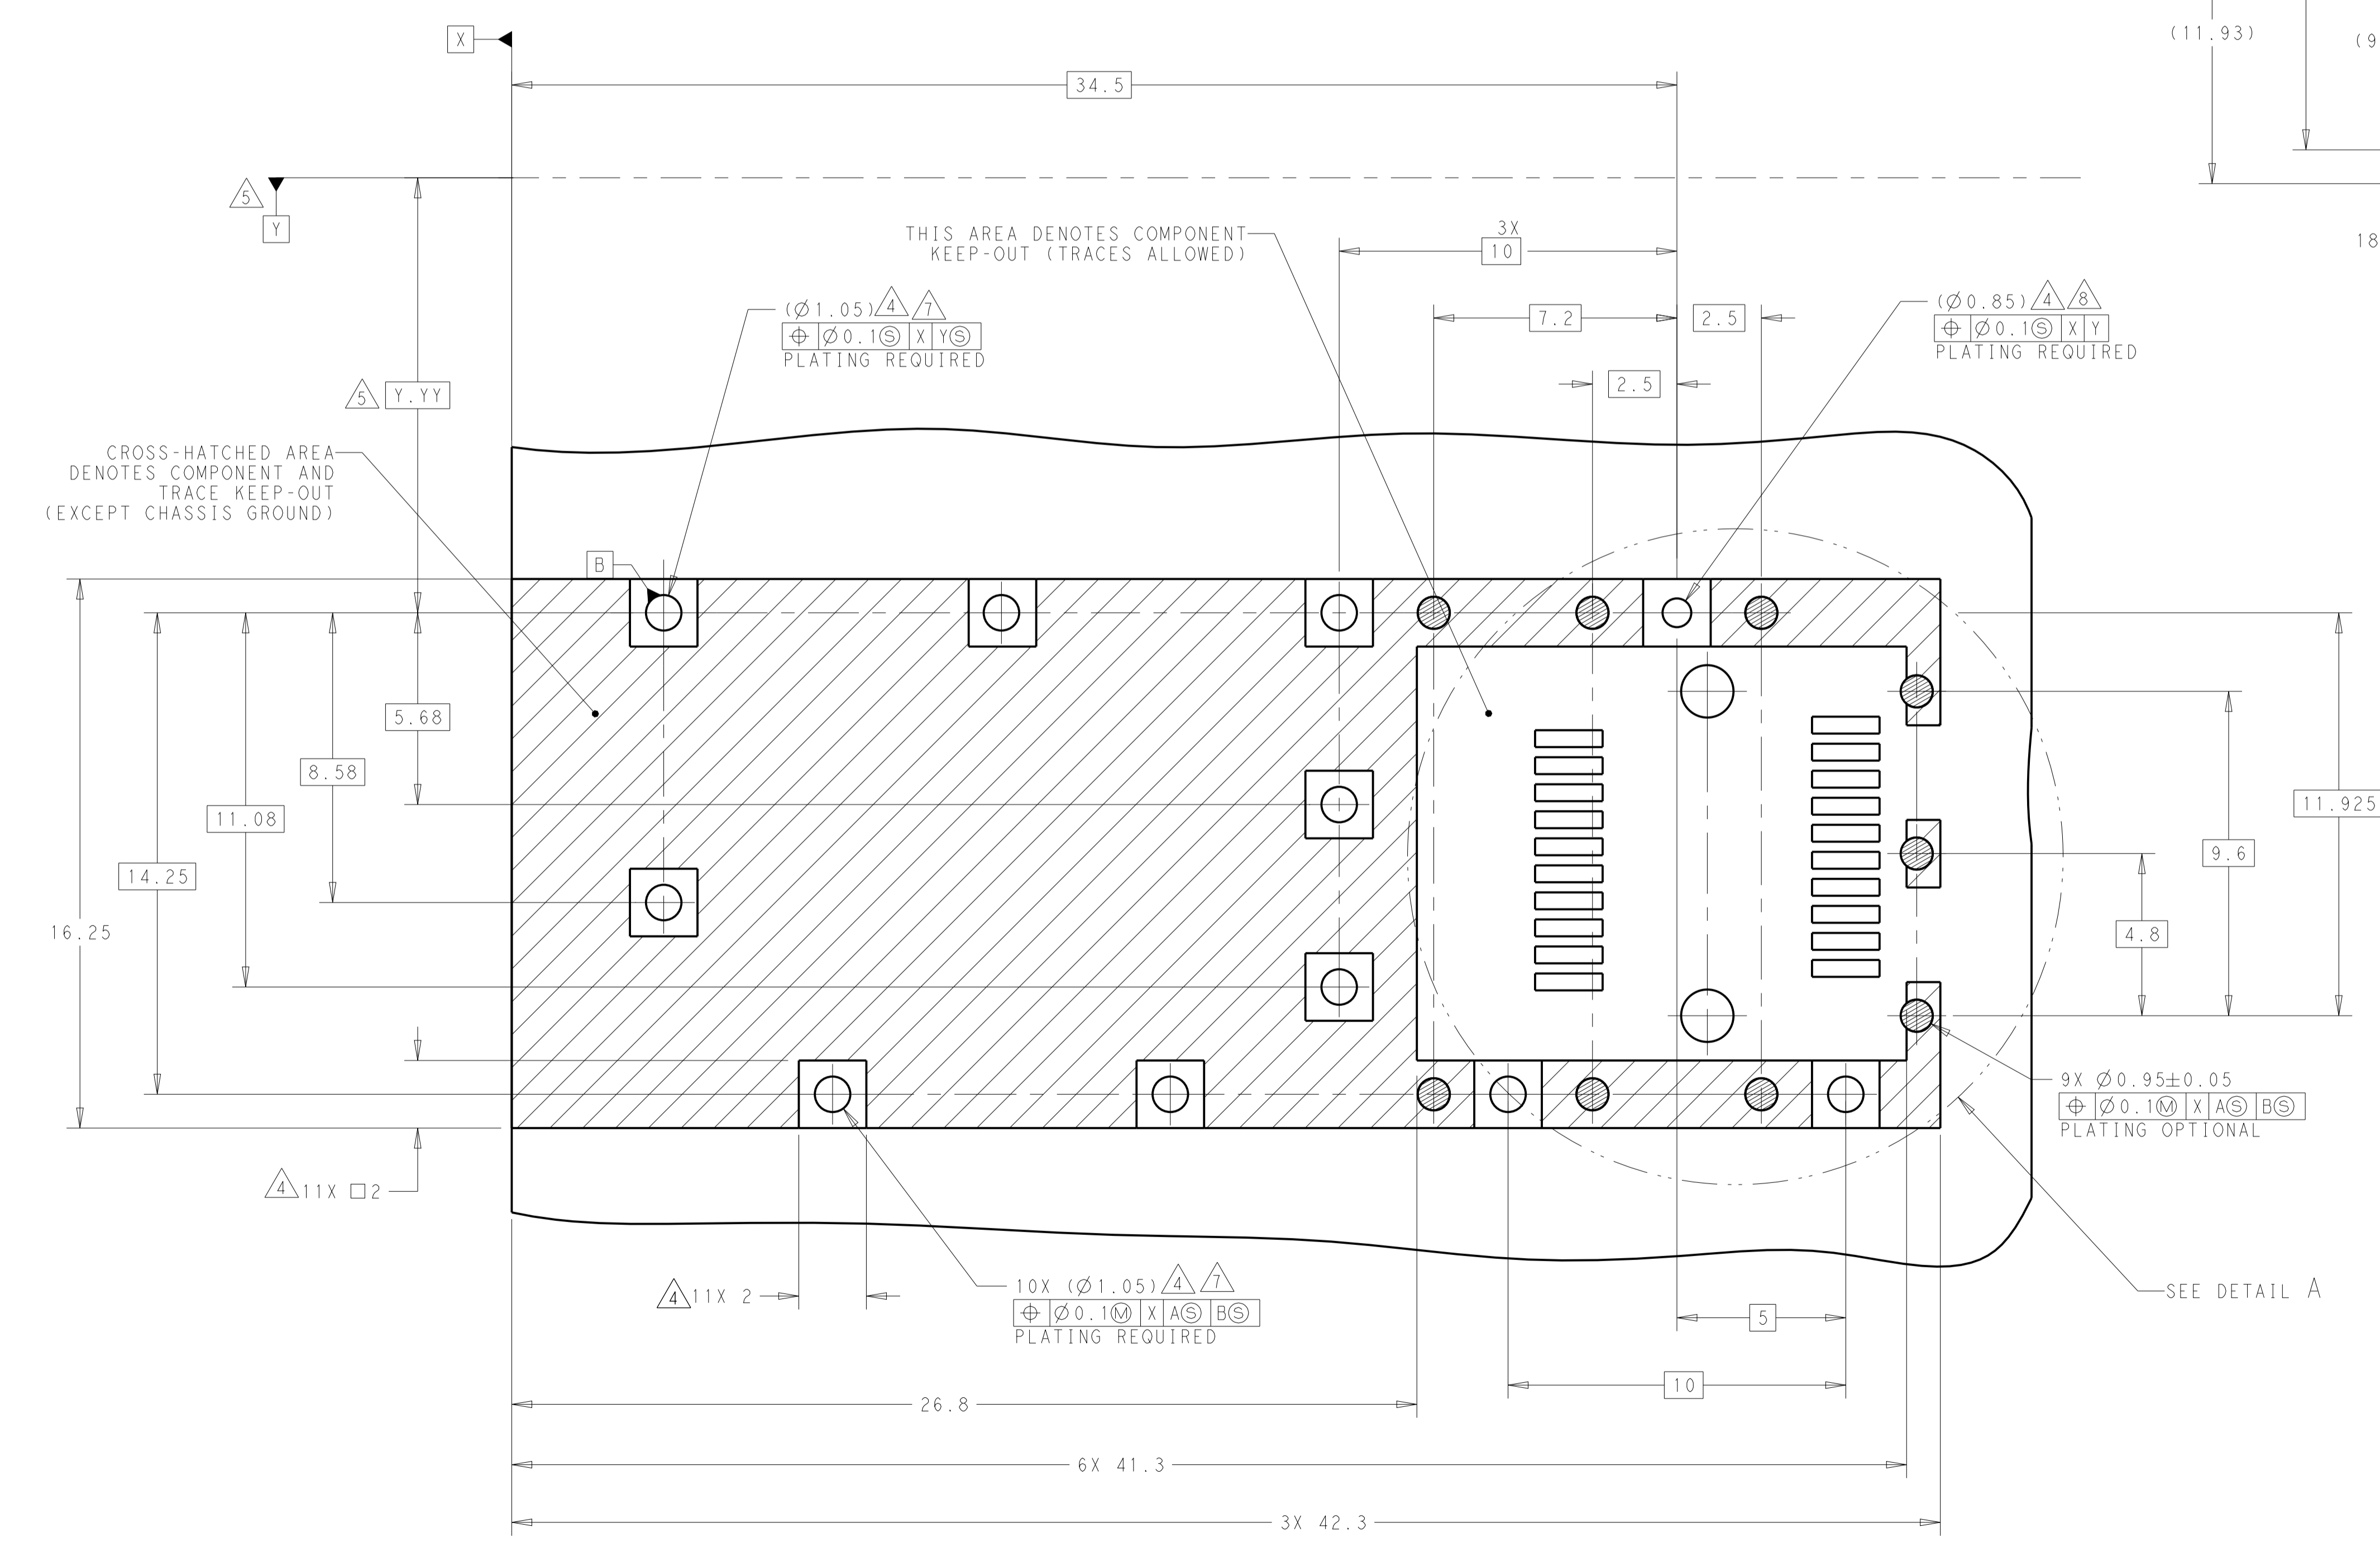 X
(11.93)
(9
34.5
5
Y
THIS AREA DENOTES COMPONENT
KEEP-OUT (TRACES ALLOWED)
3X
10
18
(Ø1.05) 4 7
⌖ Ø0.1Ⓢ X YⓈ
PLATING REQUIRED
7.2
2.5
(Ø0.85) 4 8
⌖ Ø0.1Ⓢ X Y
PLATING REQUIRED
2.5
5 Y.YY
CROSS-HATCHED AREA
DENOTES COMPONENT AND
TRACE KEEP-OUT
(EXCEPT CHASSIS GROUND)
B
5.68
8.58
11.08
14.25
16.25
11.925
9.6
4.8
9X Ø0.95±0.05
⌖ Ø0.1Ⓜ X AⓈ BⓈ
PLATING OPTIONAL
4 11X □2
4 11X 2
10X (Ø1.05) 4 7
⌖ Ø0.1Ⓜ X AⓈ BⓈ
PLATING REQUIRED
SEE DETAIL A
5
10
26.8
6X 41.3
3X 42.3